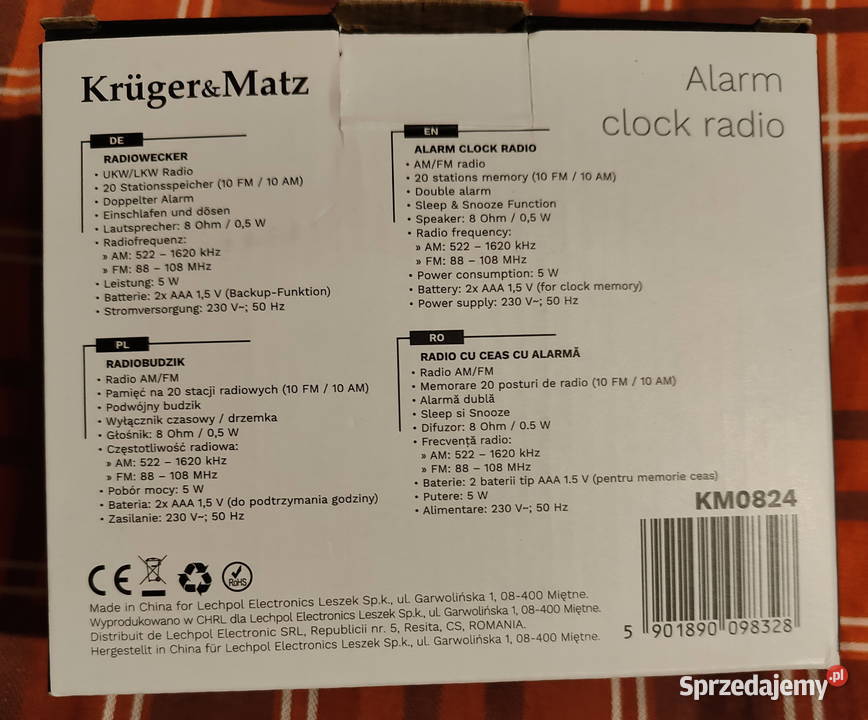 Krüger&Matz
Alarm
clock radio
DE
RADIOWECKER
• UKW/LKW Radio
• 20 Stationsspeicher (10 FM / 10 AM)
• Doppelter Alarm
• Einschlafen und dösen
• Lautsprecher: 8 Ohm / 0,5 W
• Radiofrequenz:
» AM: 522 – 1620 kHz
» FM: 88 – 108 MHz
• Leistung: 5 W
• Batterie: 2x AAA 1,5 V (Backup-Funktion)
• Stromversorgung: 230 V~; 50 Hz
EN
ALARM CLOCK RADIO
• AM/FM radio
• 20 stations memory (10 FM / 10 AM)
• Double alarm
• Sleep & Snooze Function
• Speaker: 8 Ohm / 0,5 W
• Radio frequency:
» AM: 522 – 1620 kHz
» FM: 88 – 108 MHz
• Power consumption: 5 W
• Battery: 2x AAA 1,5 V (for clock memory)
• Power supply: 230 V~; 50 Hz
PL
RADIOBUDZIK
• Radio AM/FM
• Pamięć na 20 stacji radiowych (10 FM / 10 AM)
• Podwójny budzik
• Wyłącznik czasowy / drzemka
• Głośnik: 8 Ohm / 0,5 W
• Częstotliwość radiowa:
» AM: 522 – 1620 kHz
» FM: 88 – 108 MHz
• Pobór mocy: 5 W
• Bateria: 2x AAA 1,5 V (do podtrzymania godziny)
• Zasilanie: 230 V~; 50 Hz
RO
RADIO CU CEAS CU ALARMĂ
• Radio AM/FM
• Memorare 20 posturi de radio (10 FM / 10 AM)
• Alarmă dublă
• Sleep si Snooze
• Difuzor: 8 Ohm / 0.5 W
• Frecvență radio:
» AM: 522 – 1620 kHz
» FM: 88 – 108 MHz
• Baterie: 2 baterii tip AAA 1.5 V (pentru memorie ceas)
• Putere: 5 W
• Alimentare: 230 V~; 50 Hz
KM0824
CE
RoHS
Made in China for Lechpol Electronics Leszek Sp.k., ul. Garwolińska 1, 08-400 Miętne.
Wyprodukowano w CHRL dla Lechpol Electronics Leszek Sp.k., ul. Garwolińska 1, 08-400 Miętne.
Distribuit de Lechpol Electronic SRL, Republicii nr. 5, Resita, CS, ROMANIA.
Hergestellt in China für Lechpol Electronics Leszek Sp.k., ul. Garwolińska 1, 08-400 Miętne.
5 901890 098328
Sprzedajemy.pl